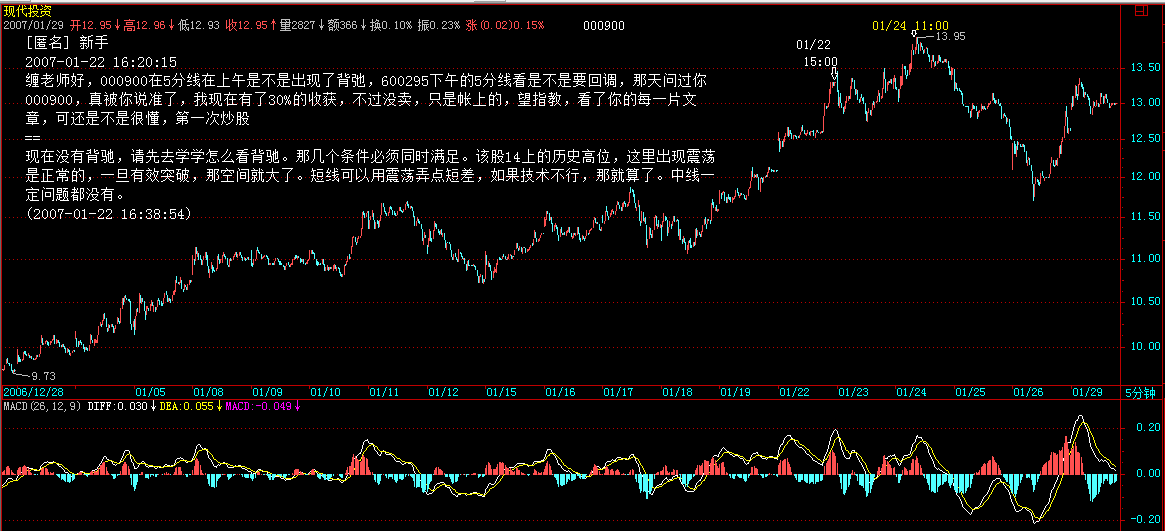 现代投资
2007/01/29 开12.95↓高12.96↓低12.93 收12.95↑量2827↓额366↓换0.10% 振0.23% 涨(0.02)0.15%
000900
01/24 11:00
13.95
[匿名] 新手
01/22
15:00
2007-01-22 16:20:15
缠老师好，000900在5分线在上午是不是出现了背弛，600295下午的5分线看是不是要回调，那天问过你
000900，真被你说准了，我现在有了30%的收获，不过没卖，只是帐上的，望指教，看了你的每一片文
章，可还是不是很懂，第一次炒股
==
现在没有背驰，请先去学学怎么看背驰。那几个条件必须同时满足。该股14上的历史高位，这里出现震荡
是正常的，一旦有效突破，那空间就大了。短线可以用震荡弄点短差，如果技术不行，那就算了。中线一
定问题都没有。
(2007-01-22 16:38:54)
13.50
13.00
12.50
12.00
11.50
11.00
10.50
10.00
9.73
2006/12/28 01/05 01/08 01/09 01/10 01/11 01/12 01/15 01/16 01/17 01/18 01/19 01/22 01/23 01/24 01/25 01/26 01/29 5分钟
MACD(26,12,9) DIFF:0.030↓DEA:0.055↓MACD:-0.049↓
0.20
0.00
-0.20